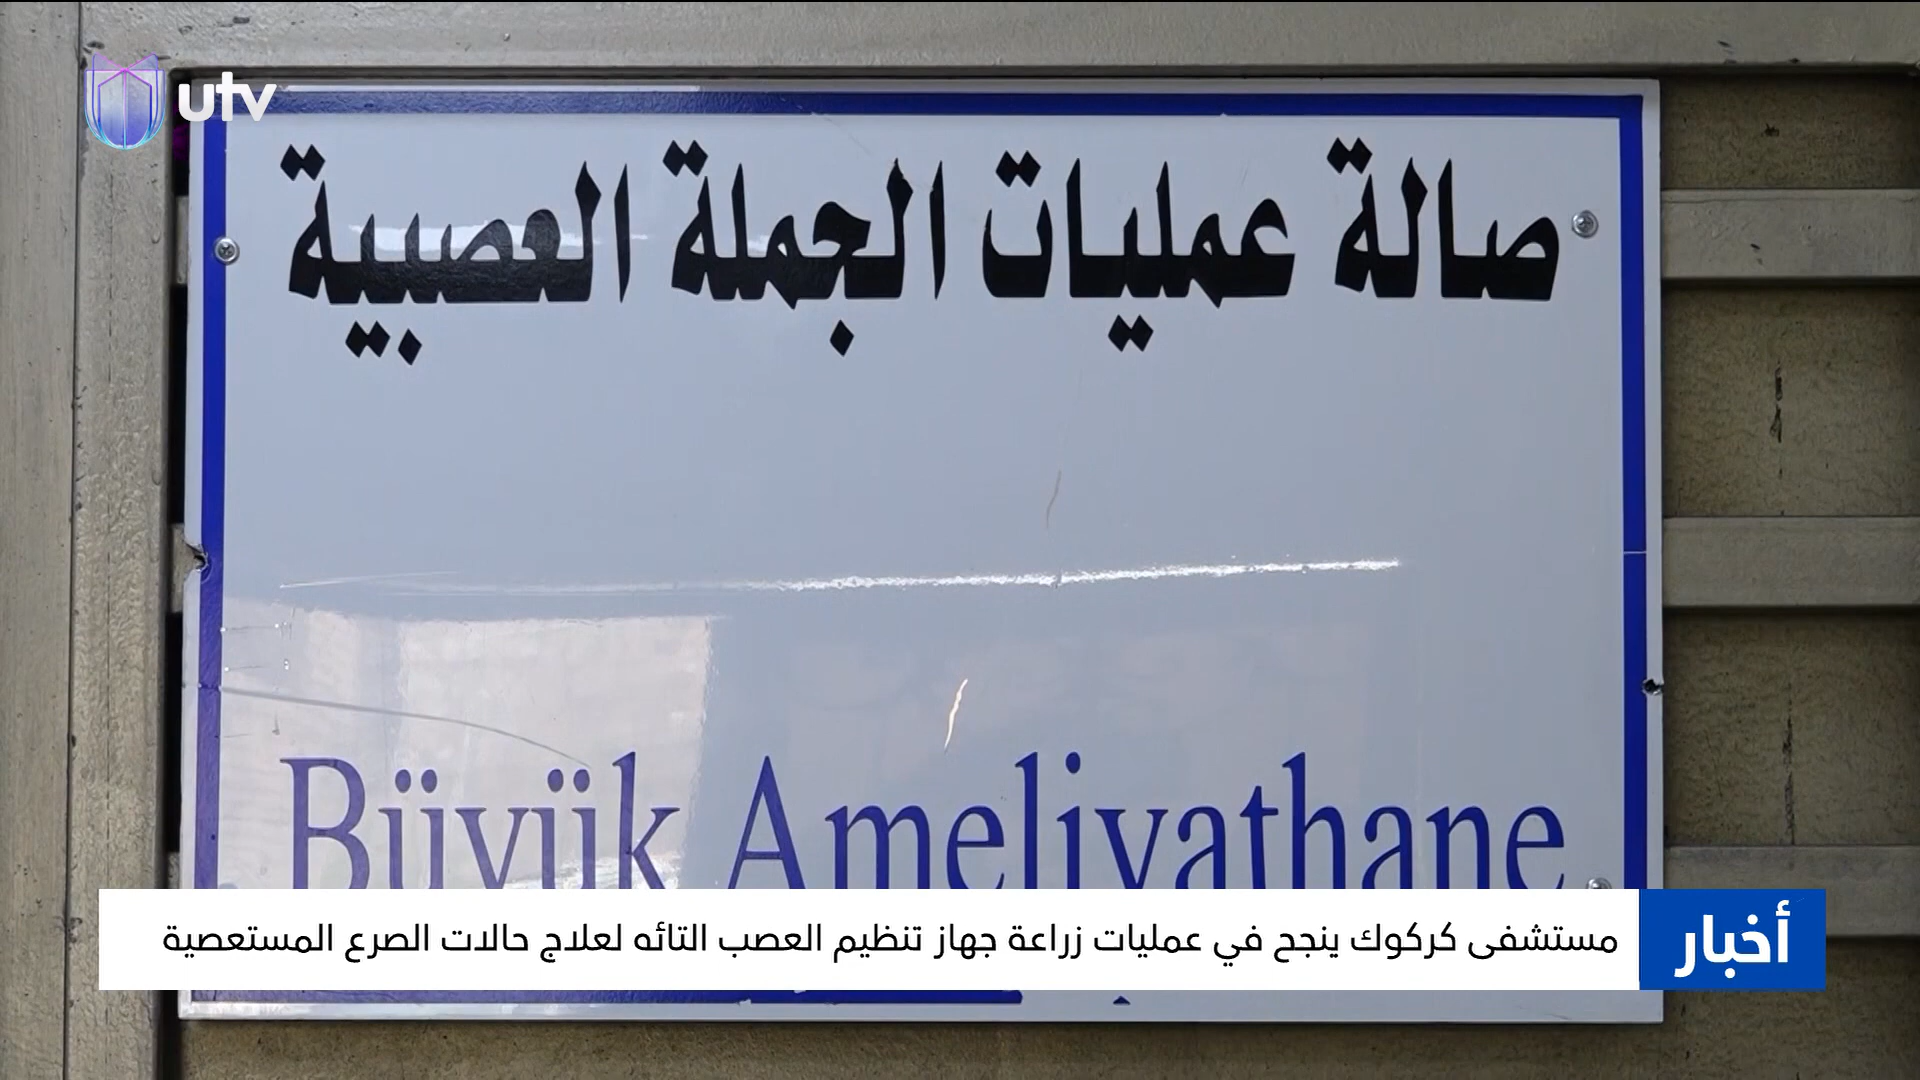 utv
صالة عمليات الجملة العصبية
Büyük Ameliyathane
أخبار
مستشفى كركوك ينجح في عمليات زراعة جهاز تنظيم العصب التائه لعلاج حالات الصرع المستعصية